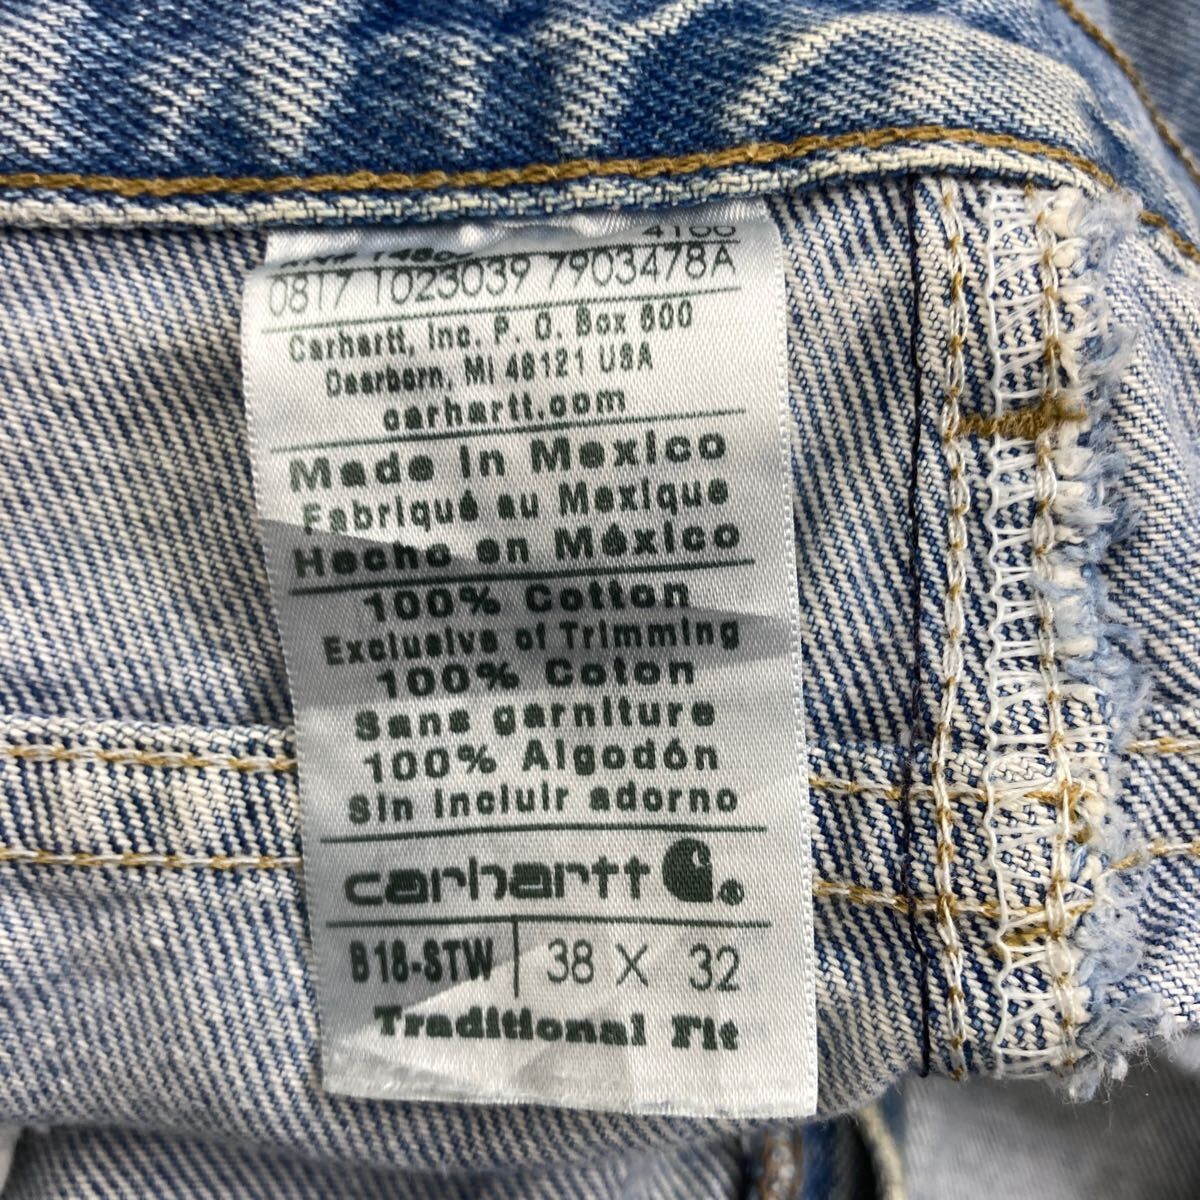 4166
0817 1023039 7903478A
Carhartt, Inc. P. O. Box 600
Dearborn, MI 48121 USA
carhartt.com
Made In Mexico
Fabriqué au Mexique
Hecho en México
100% Cotton
Exclusive of Trimming
100% Coton
Sans garniture
100% Algodón
Sin incluir adorno
carhartt ®
B18-STW 38 X 32
Traditional Fit